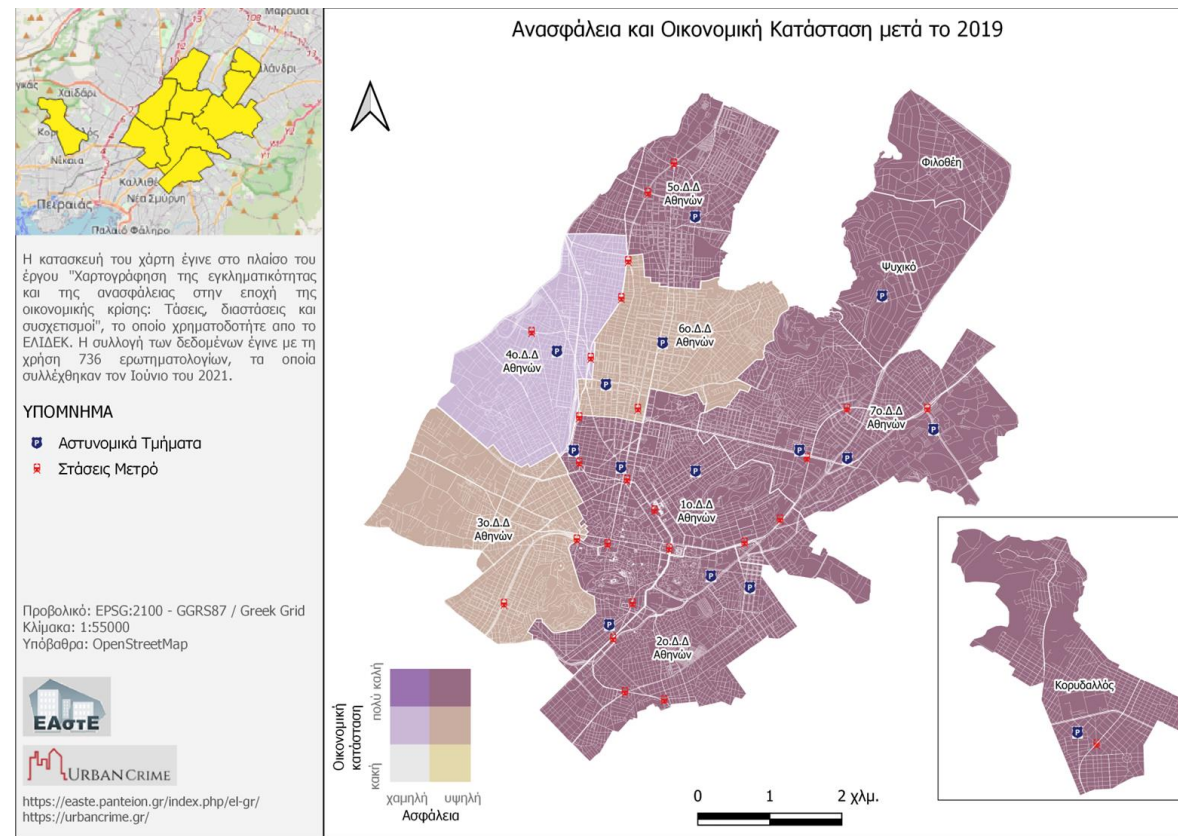 Ανασφάλεια και Οικονομική Κατάσταση μετά το 2019
Μαρούσι
Χαϊδάρι
Νίκαια
Πειραιάς
Καλλιθέ
Νέα Σμύρνη
Παλαιό Φάληρο
Η κατασκευή του χάρτη έγινε στο πλαίσιο του
έργου "Χαρτογράφηση της εγκληματικότητας
και της ανασφάλειας στην εποχή της
οικονομικής κρίσης: Τάσεις, διαστάσεις και
συσχετισμοί", το οποίο χρηματοδοτήτε απο το
ΕΛΙΔΕΚ. Η συλλογή των δεδομένων έγινε με τη
χρήση 736 ερωτηματολογίων, τα οποία
συλλέχθηκαν τον Ιούνιο του 2021.
ΥΠΟΜΝΗΜΑ
Αστυνομικά Τμήματα
Στάσεις Μετρό
Προβολικό: EPSG:2100 - GGRS87 / Greek Grid
Κλίμακα: 1:55000
Υπόβαθρα: OpenStreetMap
ΕΑστΕ
URBANCRIME
https://easte.panteion.gr/index.php/el-gr/
https://urbancrime.gr/
Φιλοθέη
5ο.Δ.Δ
Αθηνών
Ψυχικό
6ο.Δ.Δ
Αθηνών
4ο.Δ.Δ
Αθηνών
7ο.Δ.Δ
Αθηνών
1ο.Δ.Δ
Αθηνών
3ο.Δ.Δ
Αθηνών
2ο.Δ.Δ
Αθηνών
Κορυδαλλός
Οικονομική
κατάσταση
πολύ καλή
κακή
χαμηλή υψηλή
Ασφάλεια
0 1 2 χλμ.